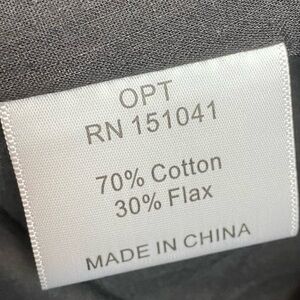 OPT
RN 151041
70% Cotton
30% Flax
MADE IN CHINA